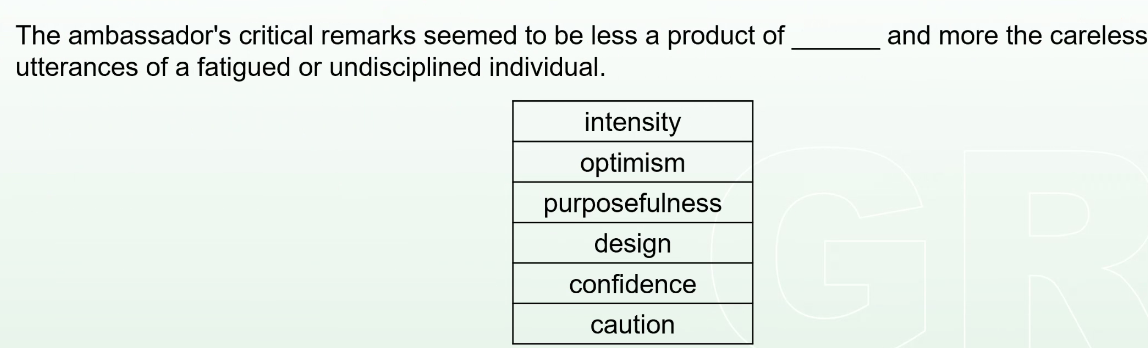 The ambassador's critical remarks seemed to be less a product of ______ and more the careless
utterances of a fatigued or undisciplined individual.
intensity
optimism
purposefulness
design
confidence
caution
GR